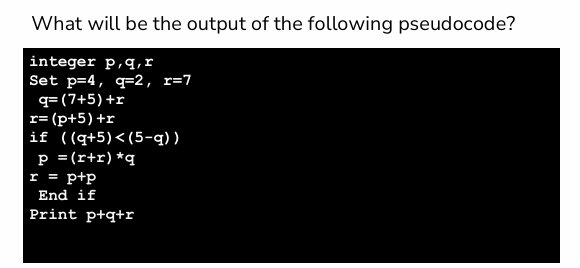 What will be the output of the following pseudocode?
integer p,q,r
Set p=4, q=2, r=7
q=(7+5)+r
r=(p+5)+r
if ((q+5)<(5-q))
p =(r+r)*q
r = p+p
End if
Print p+q+r